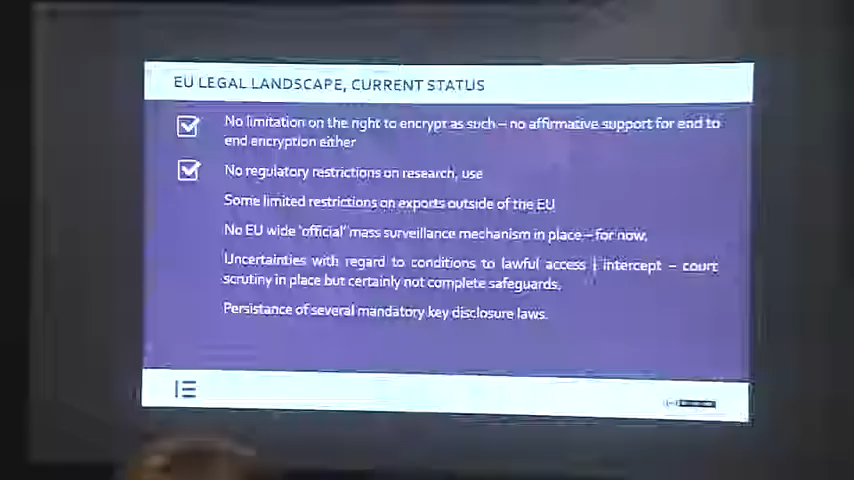 EU LEGAL LANDSCAPE, CURRENT STATUS
No limitation on the right to encrypt as such – no affirmative support for end to
end encryption either
No regulatory restrictions on research, use
Some limited restrictions on exports outside of the EU
No EU wide 'official' mass surveillance mechanism in place – for now.
Uncertainties with regard to conditions to lawful access | intercept – court
scrutiny in place but certainly not complete safeguards.
Persistance of several mandatory key disclosure laws.